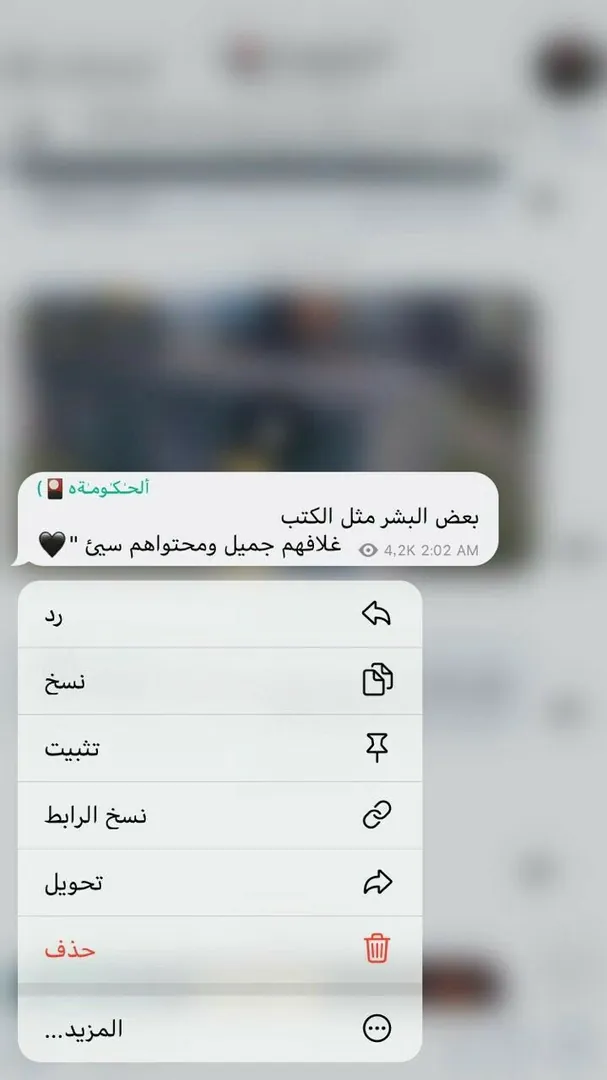 ألحـكـومـةه 🎴 )
بعض البشر مثل الكتب
غلافهم جميل ومحتواهم سيئ " 🖤
4,2K 2:02 AM
رد
نسخ
تثبيت
نسخ الرابط
تحويل
حذف
المزيد...